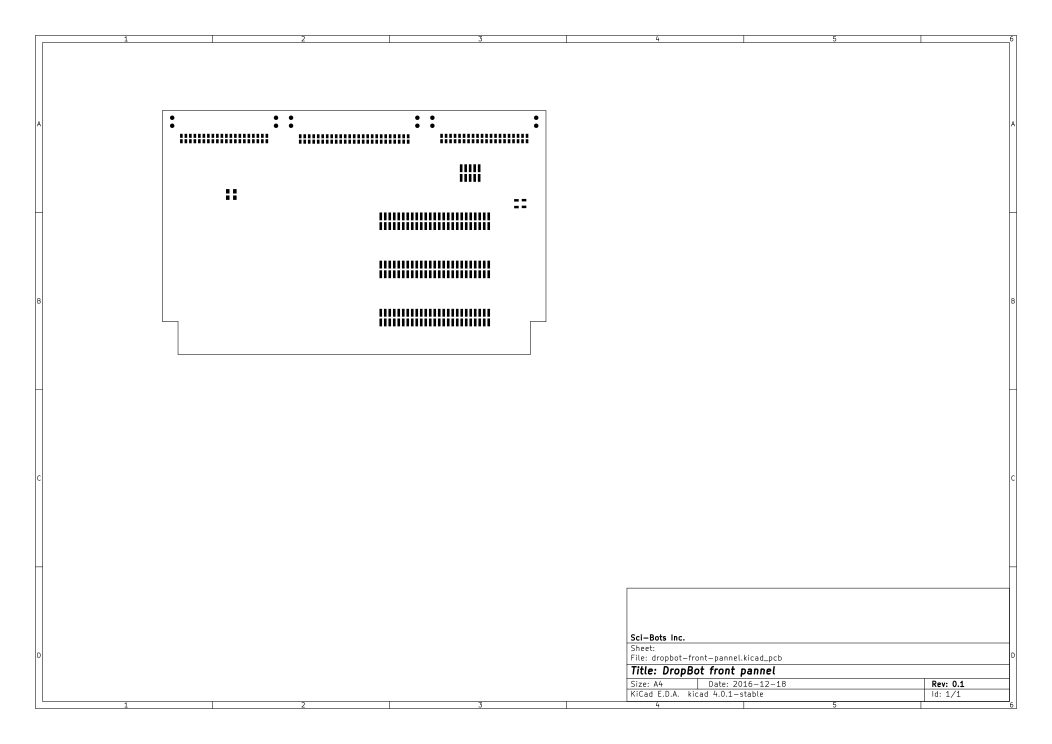 1 2 3 4 5 6
A A
B B
C C
D D
Sci-Bots Inc.
Sheet:
File: dropbot-front-pannel.kicad_pcb
Title: DropBot front pannel
Size: A4 Date: 2016-12-18 Rev: 0.1
KiCad E.D.A. kicad 4.0.1-stable Id: 1/1
1 2 3 4 5 6